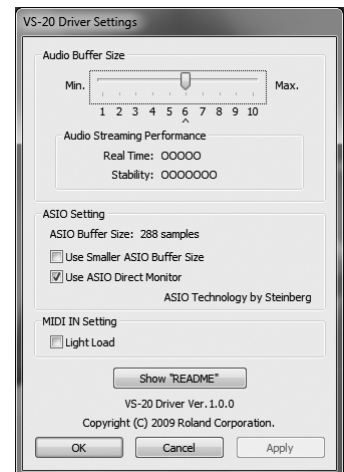 VS-20 Driver Settings
Audio Buffer Size
Min.
Max.
1 2 3 4 5 6 7 8 9 10
^
Audio Streaming Performance
Real Time: OOOOO
Stability: OOOOOOO
ASIO Setting
ASIO Buffer Size: 288 samples
Use Smaller ASIO Buffer Size
Use ASIO Direct Monitor
ASIO Technology by Steinberg
MIDI IN Setting
Light Load
Show "README"
VS-20 Driver Ver.1.0.0
Copyright (C) 2009 Roland Corporation.
OK Cancel Apply